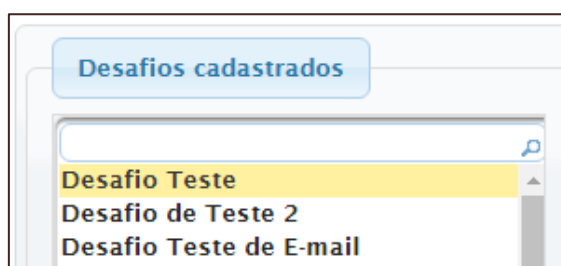 Desafios cadastrados
Desafio Teste
Desafio de Teste 2
Desafio Teste de E-mail